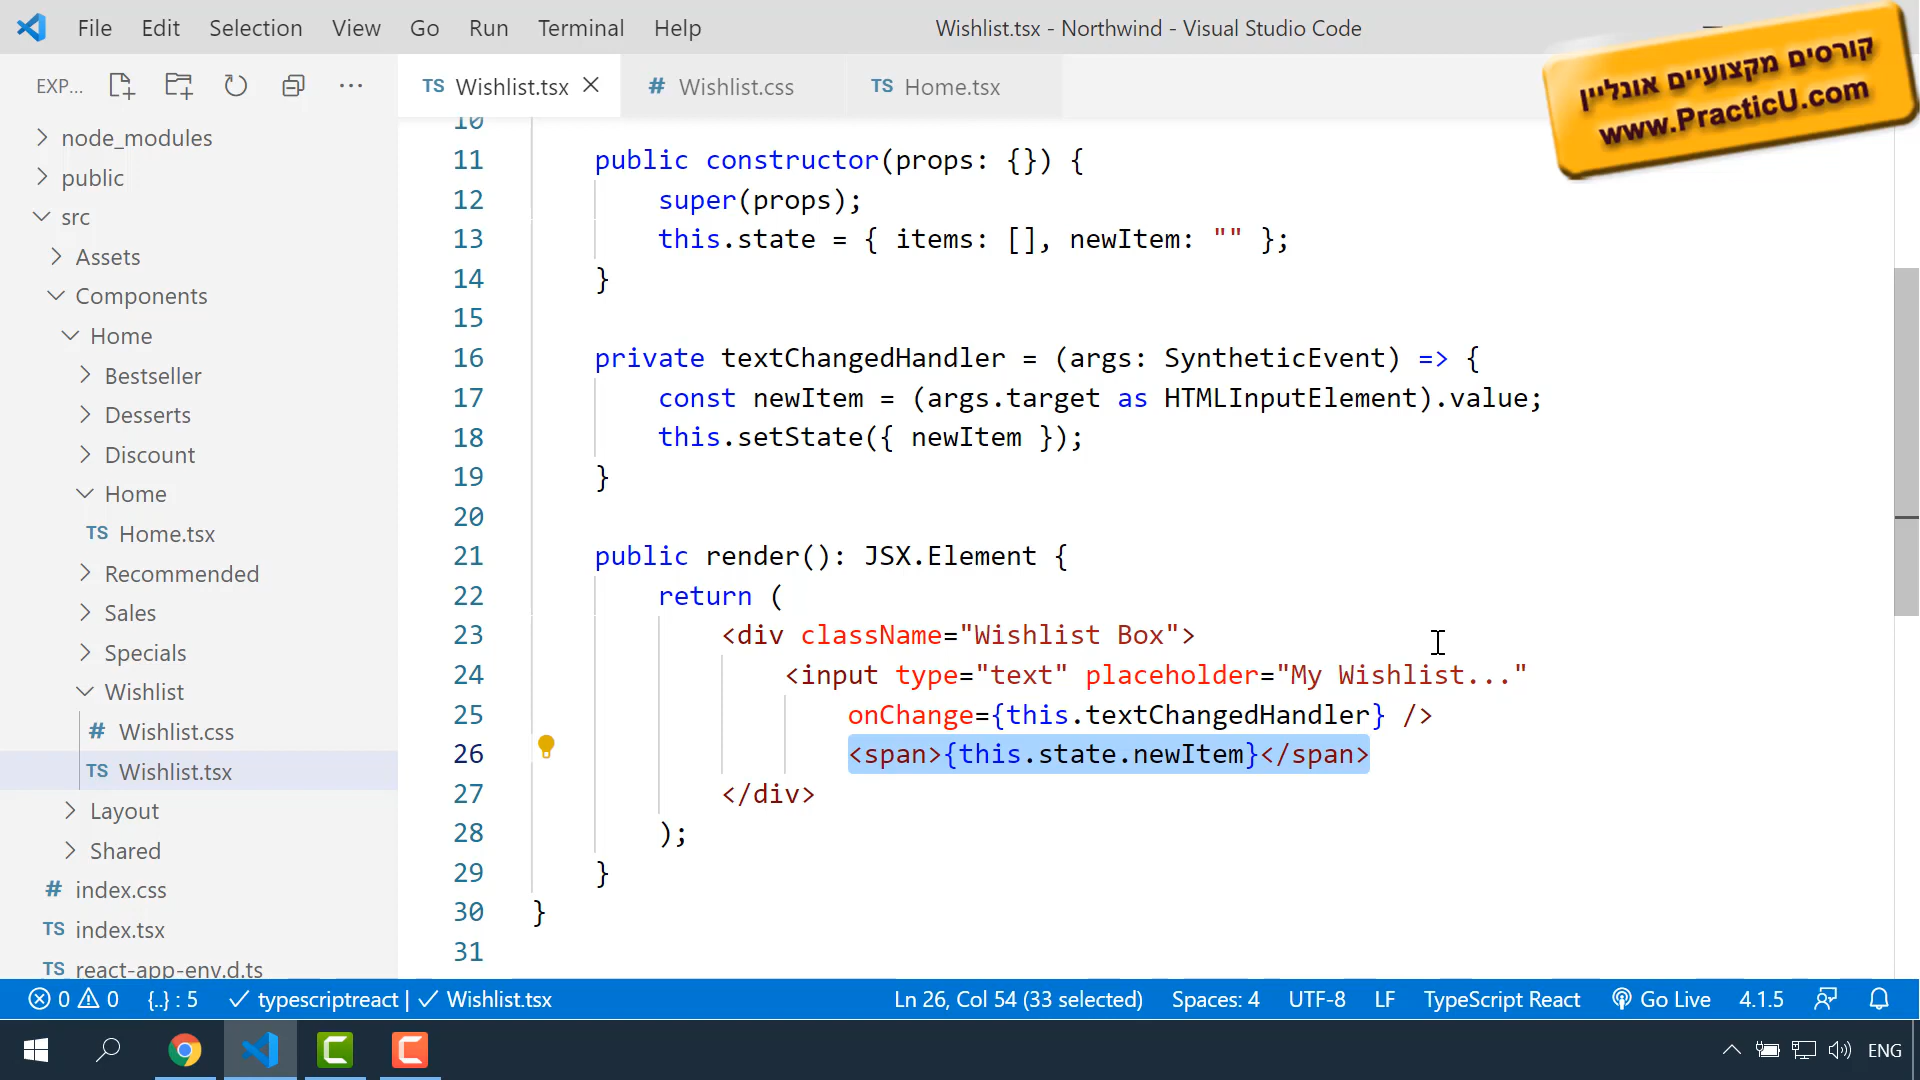 File Edit Selection View Go Run Terminal Help
Wishlist.tsx - Northwind - Visual Studio Code
קורסים מקצועיים אונליין
www.PracticU.com
EXP...
TS Wishlist.tsx
# Wishlist.css
TS Home.tsx
node_modules
public
src
Assets
Components
Home
Bestseller
Desserts
Discount
Home
TS Home.tsx
Recommended
Sales
Specials
Wishlist
# Wishlist.css
TS Wishlist.tsx
Layout
Shared
# index.css
TS index.tsx
TS react-app-env.d.ts
10
11 public constructor(props: {}) {
12 super(props);
13 this.state = { items: [], newItem: "" };
14 }
15
16 private textChangedHandler = (args: SyntheticEvent) => {
17 const newItem = (args.target as HTMLInputElement).value;
18 this.setState({ newItem });
19 }
20
21 public render(): JSX.Element {
22 return (
23 <div className="Wishlist Box">
24 <input type="text" placeholder="My Wishlist..."
25 onChange={this.textChangedHandler} />
26 <span>{this.state.newItem}</span>
27 </div>
28 );
29 }
30 }
31
0 0 {..} : 5 typescriptreact | Wishlist.tsx
Ln 26, Col 54 (33 selected) Spaces: 4 UTF-8 LF TypeScript React Go Live 4.1.5
ENG